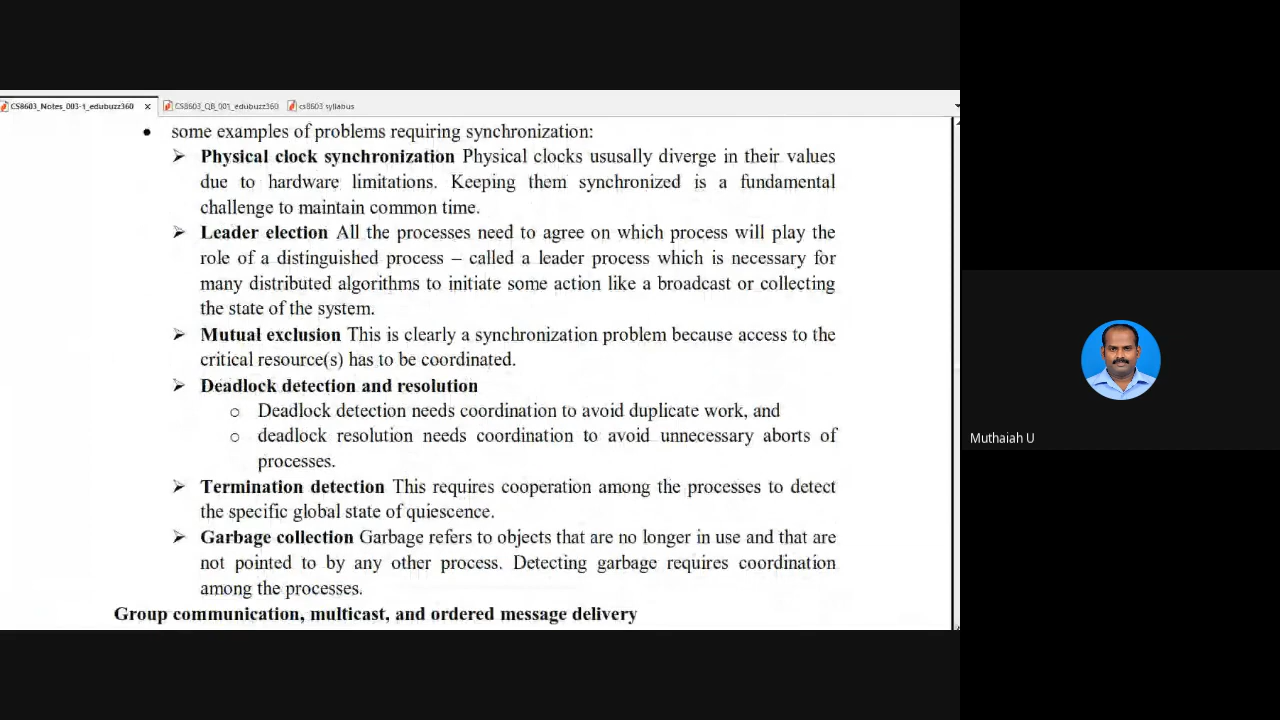 CS8603_Notes_003-1_edubuzz360 × CS8603_QB_001_edubuzz360 cs8603 syllabus
• some examples of problems requiring synchronization:
➢ Physical clock synchronization Physical clocks ususally diverge in their values
due to hardware limitations. Keeping them synchronized is a fundamental
challenge to maintain common time.
➢ Leader election All the processes need to agree on which process will play the
role of a distinguished process – called a leader process which is necessary for
many distributed algorithms to initiate some action like a broadcast or collecting
the state of the system.
➢ Mutual exclusion This is clearly a synchronization problem because access to the
critical resource(s) has to be coordinated.
➢ Deadlock detection and resolution
o Deadlock detection needs coordination to avoid duplicate work, and
o deadlock resolution needs coordination to avoid unnecessary aborts of
processes.
➢ Termination detection This requires cooperation among the processes to detect
the specific global state of quiescence.
➢ Garbage collection Garbage refers to objects that are no longer in use and that are
not pointed to by any other process. Detecting garbage requires coordination
among the processes.
Group communication, multicast, and ordered message delivery
Muthaiah U